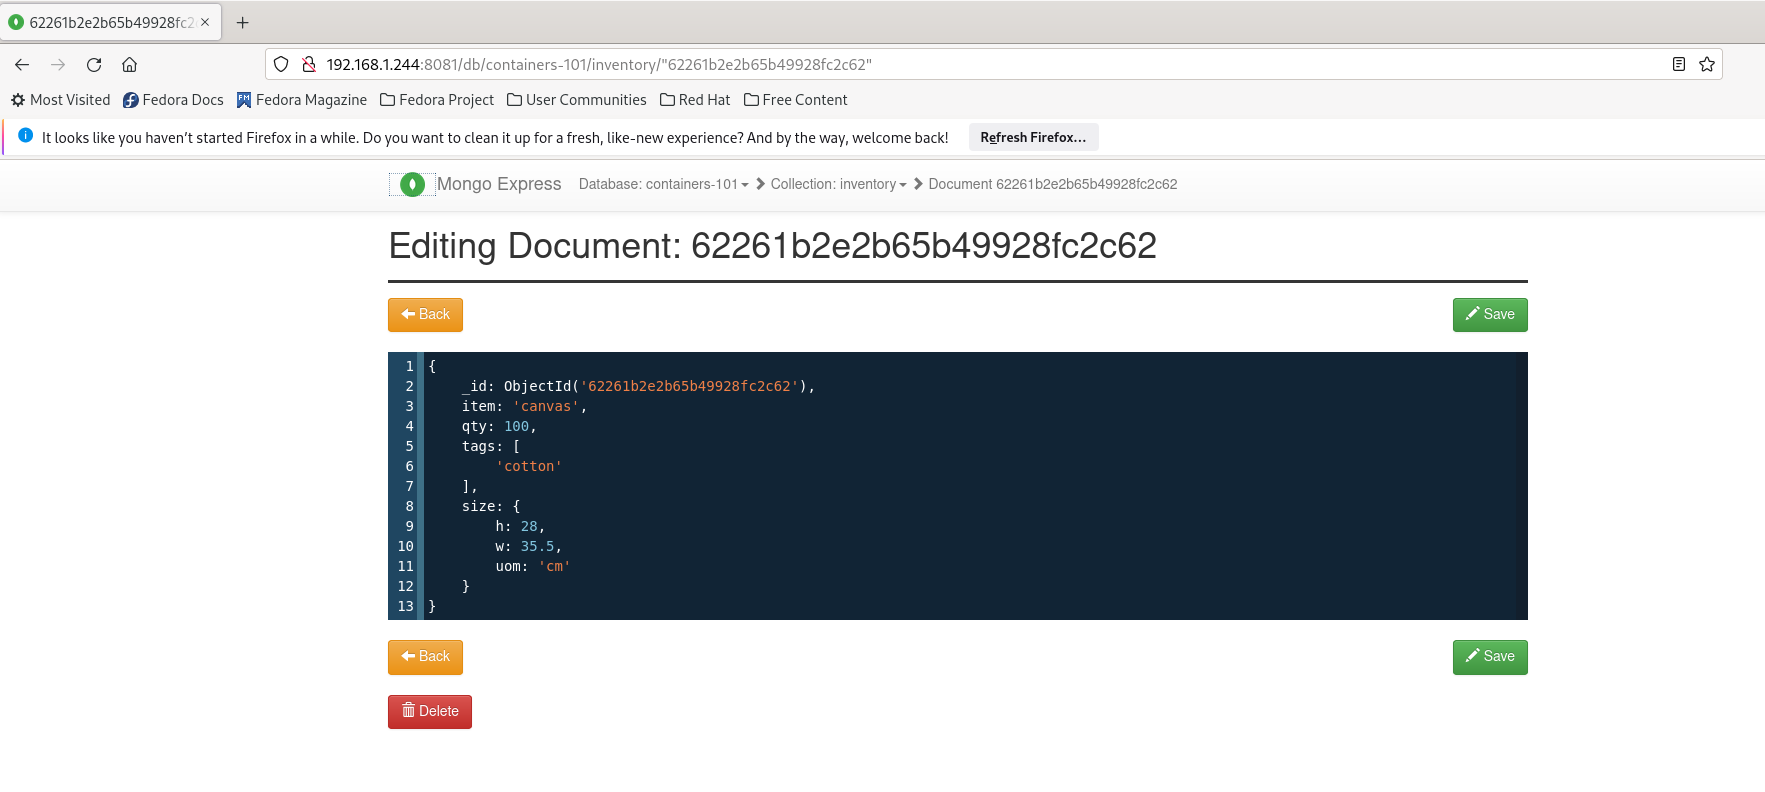 62261b2e2b65b49928fc2
192.168.1.244:8081/db/containers-101/inventory/"62261b2e2b65b49928fc2c62"
Most Visited Fedora Docs FM Fedora Magazine Fedora Project User Communities Red Hat Free Content
It looks like you haven’t started Firefox in a while. Do you want to clean it up for a fresh, like-new experience? And by the way, welcome back! Refresh Firefox…
Mongo Express Database: containers-101 Collection: inventory Document 62261b2e2b65b49928fc2c62
Editing Document: 62261b2e2b65b49928fc2c62
Back Save
1 {
2     _id: ObjectId('62261b2e2b65b49928fc2c62'),
3     item: 'canvas',
4     qty: 100,
5     tags: [
6         'cotton'
7     ],
8     size: {
9         h: 28,
10         w: 35.5,
11         uom: 'cm'
12     }
13 }
Back Save
Delete